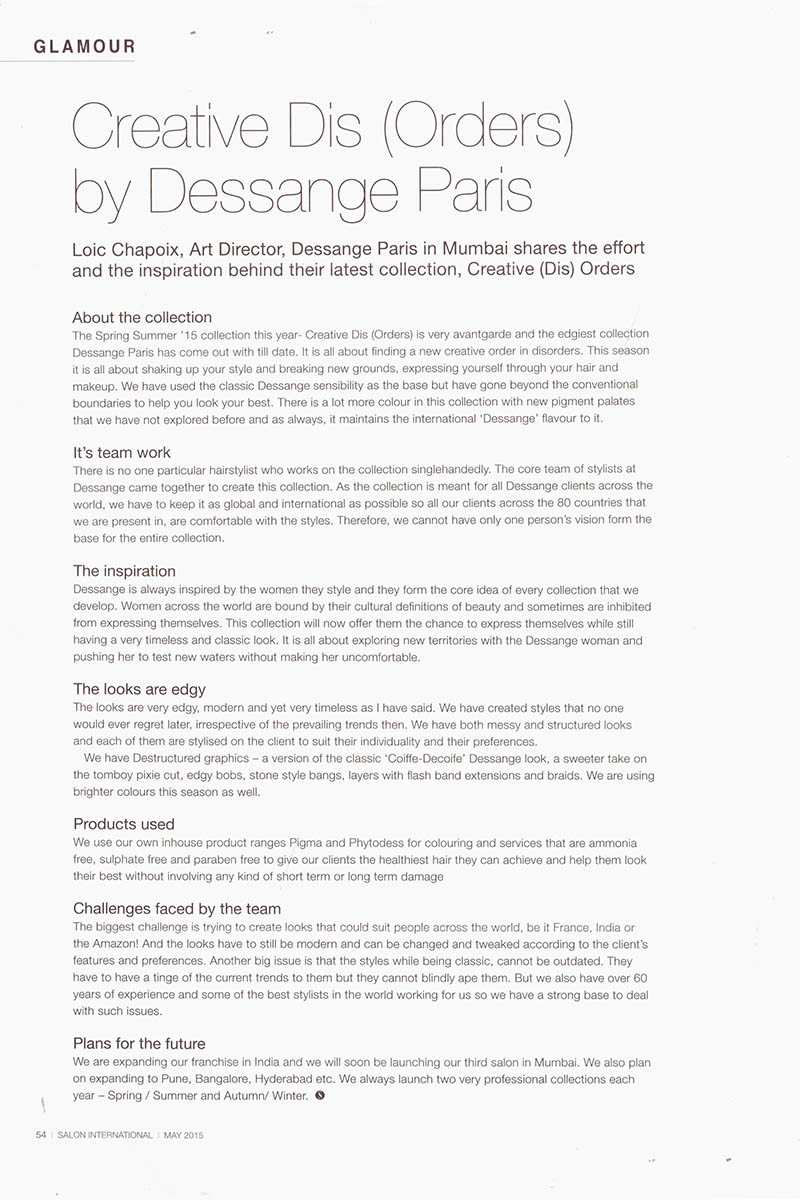 GLAMOUR
Creative Dis (Orders)
by Dessange Paris
Loic Chapoix, Art Director, Dessange Paris in Mumbai shares the effort
and the inspiration behind their latest collection, Creative (Dis) Orders
About the collection
The Spring Summer '15 collection this year- Creative Dis (Orders) is very avantgarde and the edgiest collection
Dessange Paris has come out with till date. It is all about finding a new creative order in disorders. This season
it is all about shaking up your style and breaking new grounds, expressing yourself through your hair and
makeup. We have used the classic Dessange sensibility as the base but have gone beyond the conventional
boundaries to help you look your best. There is a lot more colour in this collection with new pigment palates
that we have not explored before and as always, it maintains the international 'Dessange' flavour to it.
It's team work
There is no one particular hairstylist who works on the collection singlehandedly. The core team of stylists at
Dessange came together to create this collection. As the collection is meant for all Dessange clients across the
world, we have to keep it as global and international as possible so all our clients across the 80 countries that
we are present in, are comfortable with the styles. Therefore, we cannot have only one person's vision form the
base for the entire collection.
The inspiration
Dessange is always inspired by the women they style and they form the core idea of every collection that we
develop. Women across the world are bound by their cultural definitions of beauty and sometimes are inhibited
from expressing themselves. This collection will now offer them the chance to express themselves while still
having a very timeless and classic look. It is all about exploring new territories with the Dessange woman and
pushing her to test new waters without making her uncomfortable.
The looks are edgy
The looks are very edgy, modern and yet very timeless as I have said. We have created styles that no one
would ever regret later, irrespective of the prevailing trends then. We have both messy and structured looks
and each of them are stylised on the client to suit their individuality and their preferences.
We have Destructured graphics – a version of the classic 'Coiffe-Decoife' Dessange look, a sweeter take on
the tomboy pixie cut, edgy bobs, stone style bangs, layers with flash band extensions and braids. We are using
brighter colours this season as well.
Products used
We use our own inhouse product ranges Pigma and Phytodess for colouring and services that are ammonia
free, sulphate free and paraben free to give our clients the healthiest hair they can achieve and help them look
their best without involving any kind of short term or long term damage
Challenges faced by the team
The biggest challenge is trying to create looks that could suit people across the world, be it France, India or
the Amazon! And the looks have to still be modern and can be changed and tweaked according to the client's
features and preferences. Another big issue is that the styles while being classic, cannot be outdated. They
have to have a tinge of the current trends to them but they cannot blindly ape them. But we also have over 60
years of experience and some of the best stylists in the world working for us so we have a strong base to deal
with such issues.
Plans for the future
We are expanding our franchise in India and we will soon be launching our third salon in Mumbai. We also plan
on expanding to Pune, Bangalore, Hyderabad etc. We always launch two very professional collections each
year – Spring / Summer and Autumn/ Winter. S
54 | SALON INTERNATIONAL | MAY 2015